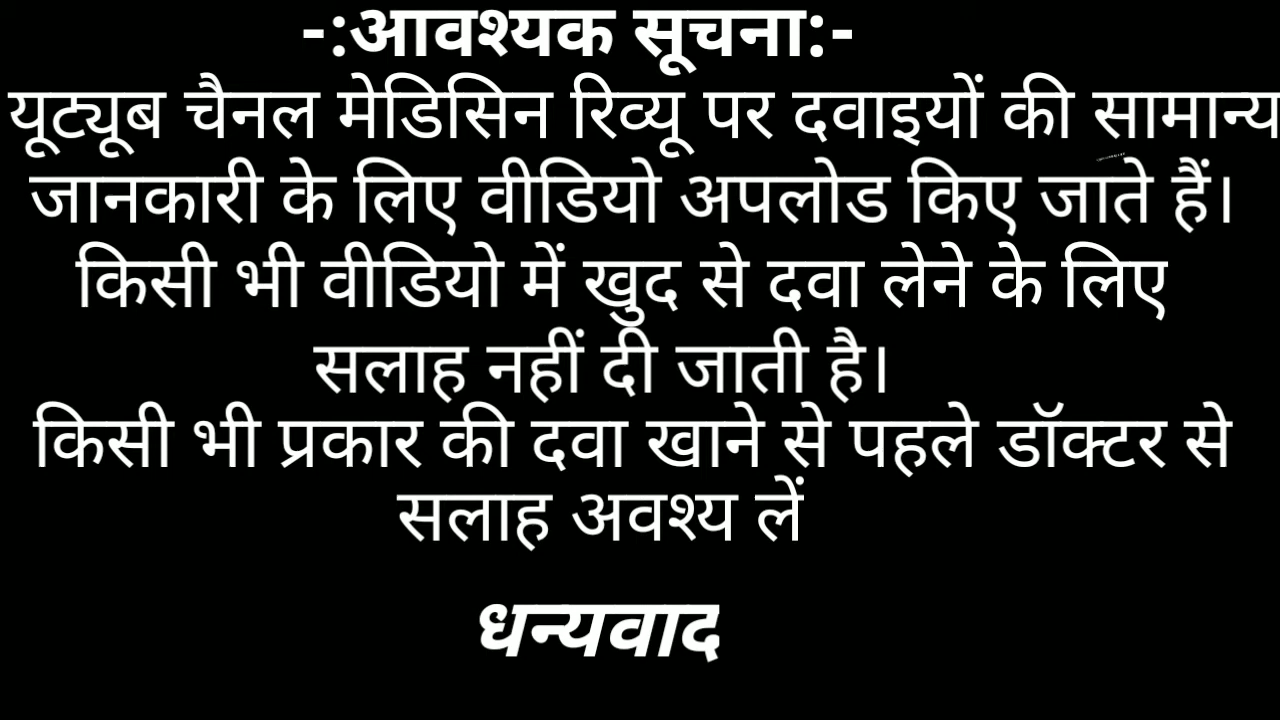 -:आवश्यक सूचना:-
यूट्यूब चैनल मेडिसिन रिव्यू पर दवाइयों की सामान्य
जानकारी के लिए वीडियो अपलोड किए जाते हैं।
किसी भी वीडियो में खुद से दवा लेने के लिए
सलाह नहीं दी जाती है।
किसी भी प्रकार की दवा खाने से पहले डॉक्टर से
सलाह अवश्य लें
धन्यवाद